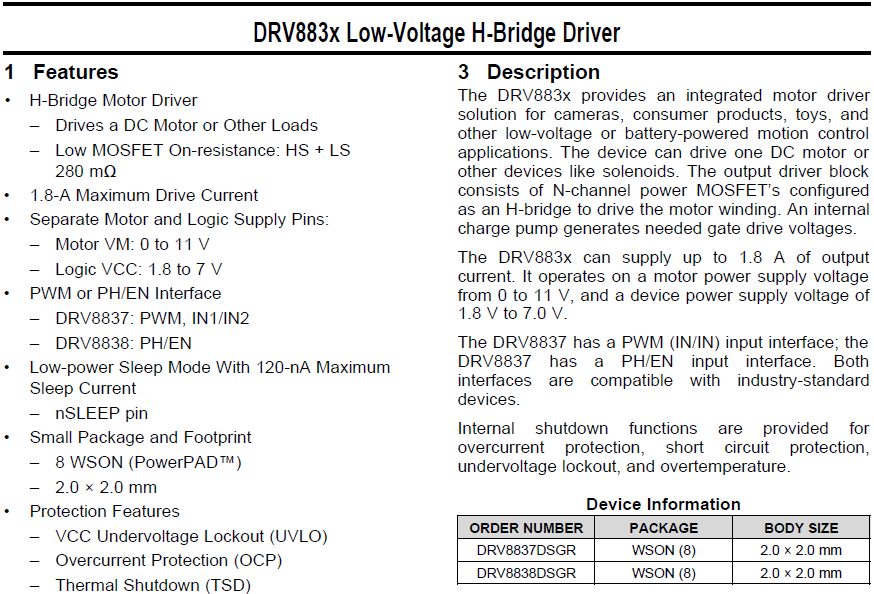 DRV883x Low-Voltage H-Bridge Driver
1 Features
• H-Bridge Motor Driver
– Drives a DC Motor or Other Loads
– Low MOSFET On-resistance: HS + LS
280 mΩ
• 1.8-A Maximum Drive Current
• Separate Motor and Logic Supply Pins:
– Motor VM: 0 to 11 V
– Logic VCC: 1.8 to 7 V
• PWM or PH/EN Interface
– DRV8837: PWM, IN1/IN2
– DRV8838: PH/EN
• Low-power Sleep Mode With 120-nA Maximum
Sleep Current
– nSLEEP pin
• Small Package and Footprint
– 8 WSON (PowerPAD™)
– 2.0 × 2.0 mm
• Protection Features
– VCC Undervoltage Lockout (UVLO)
– Overcurrent Protection (OCP)
– Thermal Shutdown (TSD)
3 Description
The DRV883x provides an integrated motor driver
solution for cameras, consumer products, toys, and
other low-voltage or battery-powered motion control
applications. The device can drive one DC motor or
other devices like solenoids. The output driver block
consists of N-channel power MOSFET's configured
as an H-bridge to drive the motor winding. An internal
charge pump generates needed gate drive voltages.
The DRV883x can supply up to 1.8 A of output
current. It operates on a motor power supply voltage
from 0 to 11 V, and a device power supply voltage of
1.8 V to 7.0 V.
The DRV8837 has a PWM (IN/IN) input interface; the
DRV8837 has a PH/EN input interface. Both
interfaces are compatible with industry-standard
devices.
Internal shutdown functions are provided for
overcurrent protection, short circuit protection,
undervoltage lockout, and overtemperature.
Device Information
ORDER NUMBER PACKAGE BODY SIZE
DRV8837DSGR WSON (8) 2.0 × 2.0 mm
DRV8838DSGR WSON (8) 2.0 × 2.0 mm